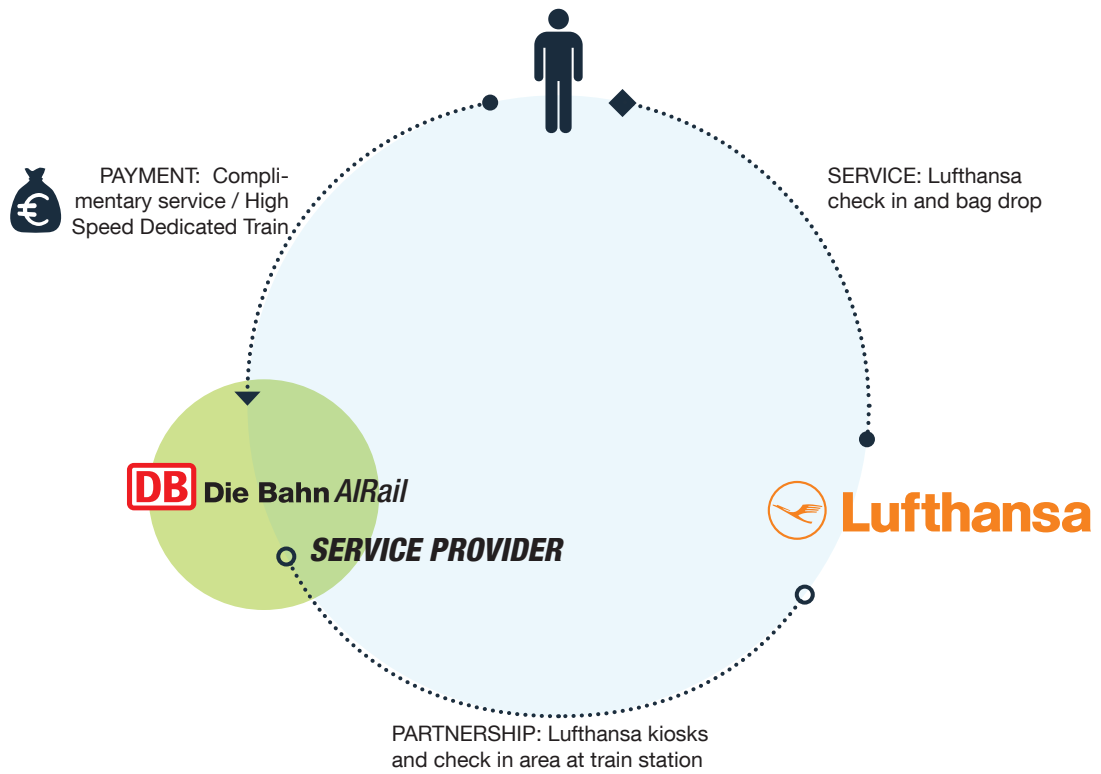 PAYMENT: Compli-
mentary service / High
Speed Dedicated Train
€
SERVICE: Lufthansa
check in and bag drop
DB Die Bahn AIRail
SERVICE PROVIDER
Lufthansa
PARTNERSHIP: Lufthansa kiosks
and check in area at train station